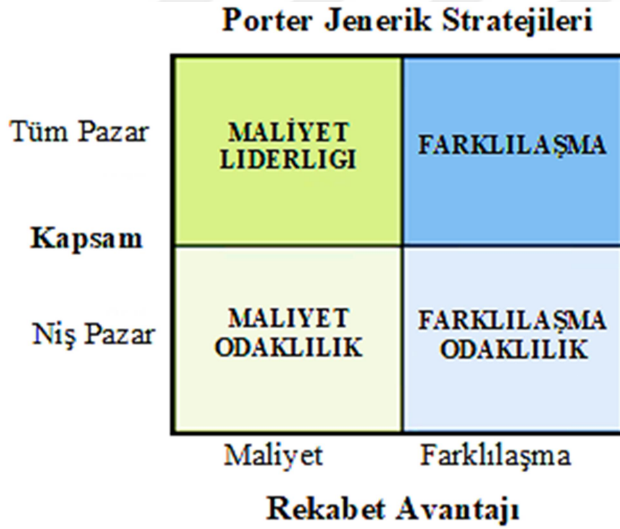 Porter Jenerik Stratejileri
Tüm Pazar
MALİYET
LIDERLIGI
FARKLILAŞMA
Kapsam
Niş Pazar
MALIYET
ODAKLILIK
FARKLILAŞMA
ODAKLILIK
Maliyet
Farklılaşma
Rekabet Avantajı